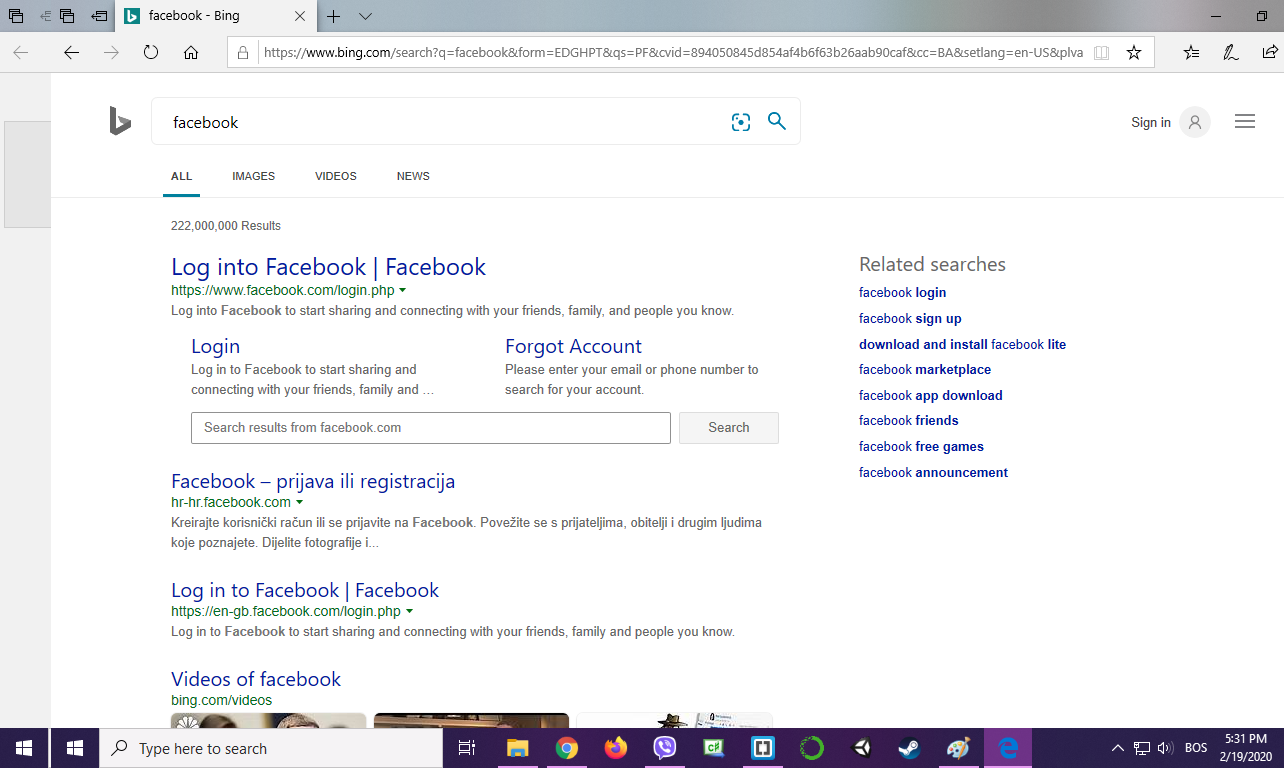 facebook - Bing
https://www.bing.com/search?q=facebook&form=EDGHPT&qs=PF&cvid=894050845d854af4b6f63b26aab90caf&cc=BA&setlang=en-US&plva
facebook
Sign in
ALL IMAGES VIDEOS NEWS
222,000,000 Results
Log into Facebook | Facebook
https://www.facebook.com/login.php
Log into Facebook to start sharing and connecting with your friends, family, and people you know.
Login
Log in to Facebook to start sharing and
connecting with your friends, family and ...
Forgot Account
Please enter your email or phone number to
search for your account.
Search results from facebook.com
Search
Facebook – prijava ili registracija
hr-hr.facebook.com
Kreirajte korisnički račun ili se prijavite na Facebook. Povežite se s prijateljima, obitelji i drugim ljudima
koje poznajete. Dijelite fotografije i...
Log in to Facebook | Facebook
https://en-gb.facebook.com/login.php
Log in to Facebook to start sharing and connecting with your friends, family and people you know.
Videos of facebook
bing.com/videos
Related searches
facebook login
facebook sign up
download and install facebook lite
facebook marketplace
facebook app download
facebook friends
facebook free games
facebook announcement
Type here to search
BOS
5:31 PM
2/19/2020